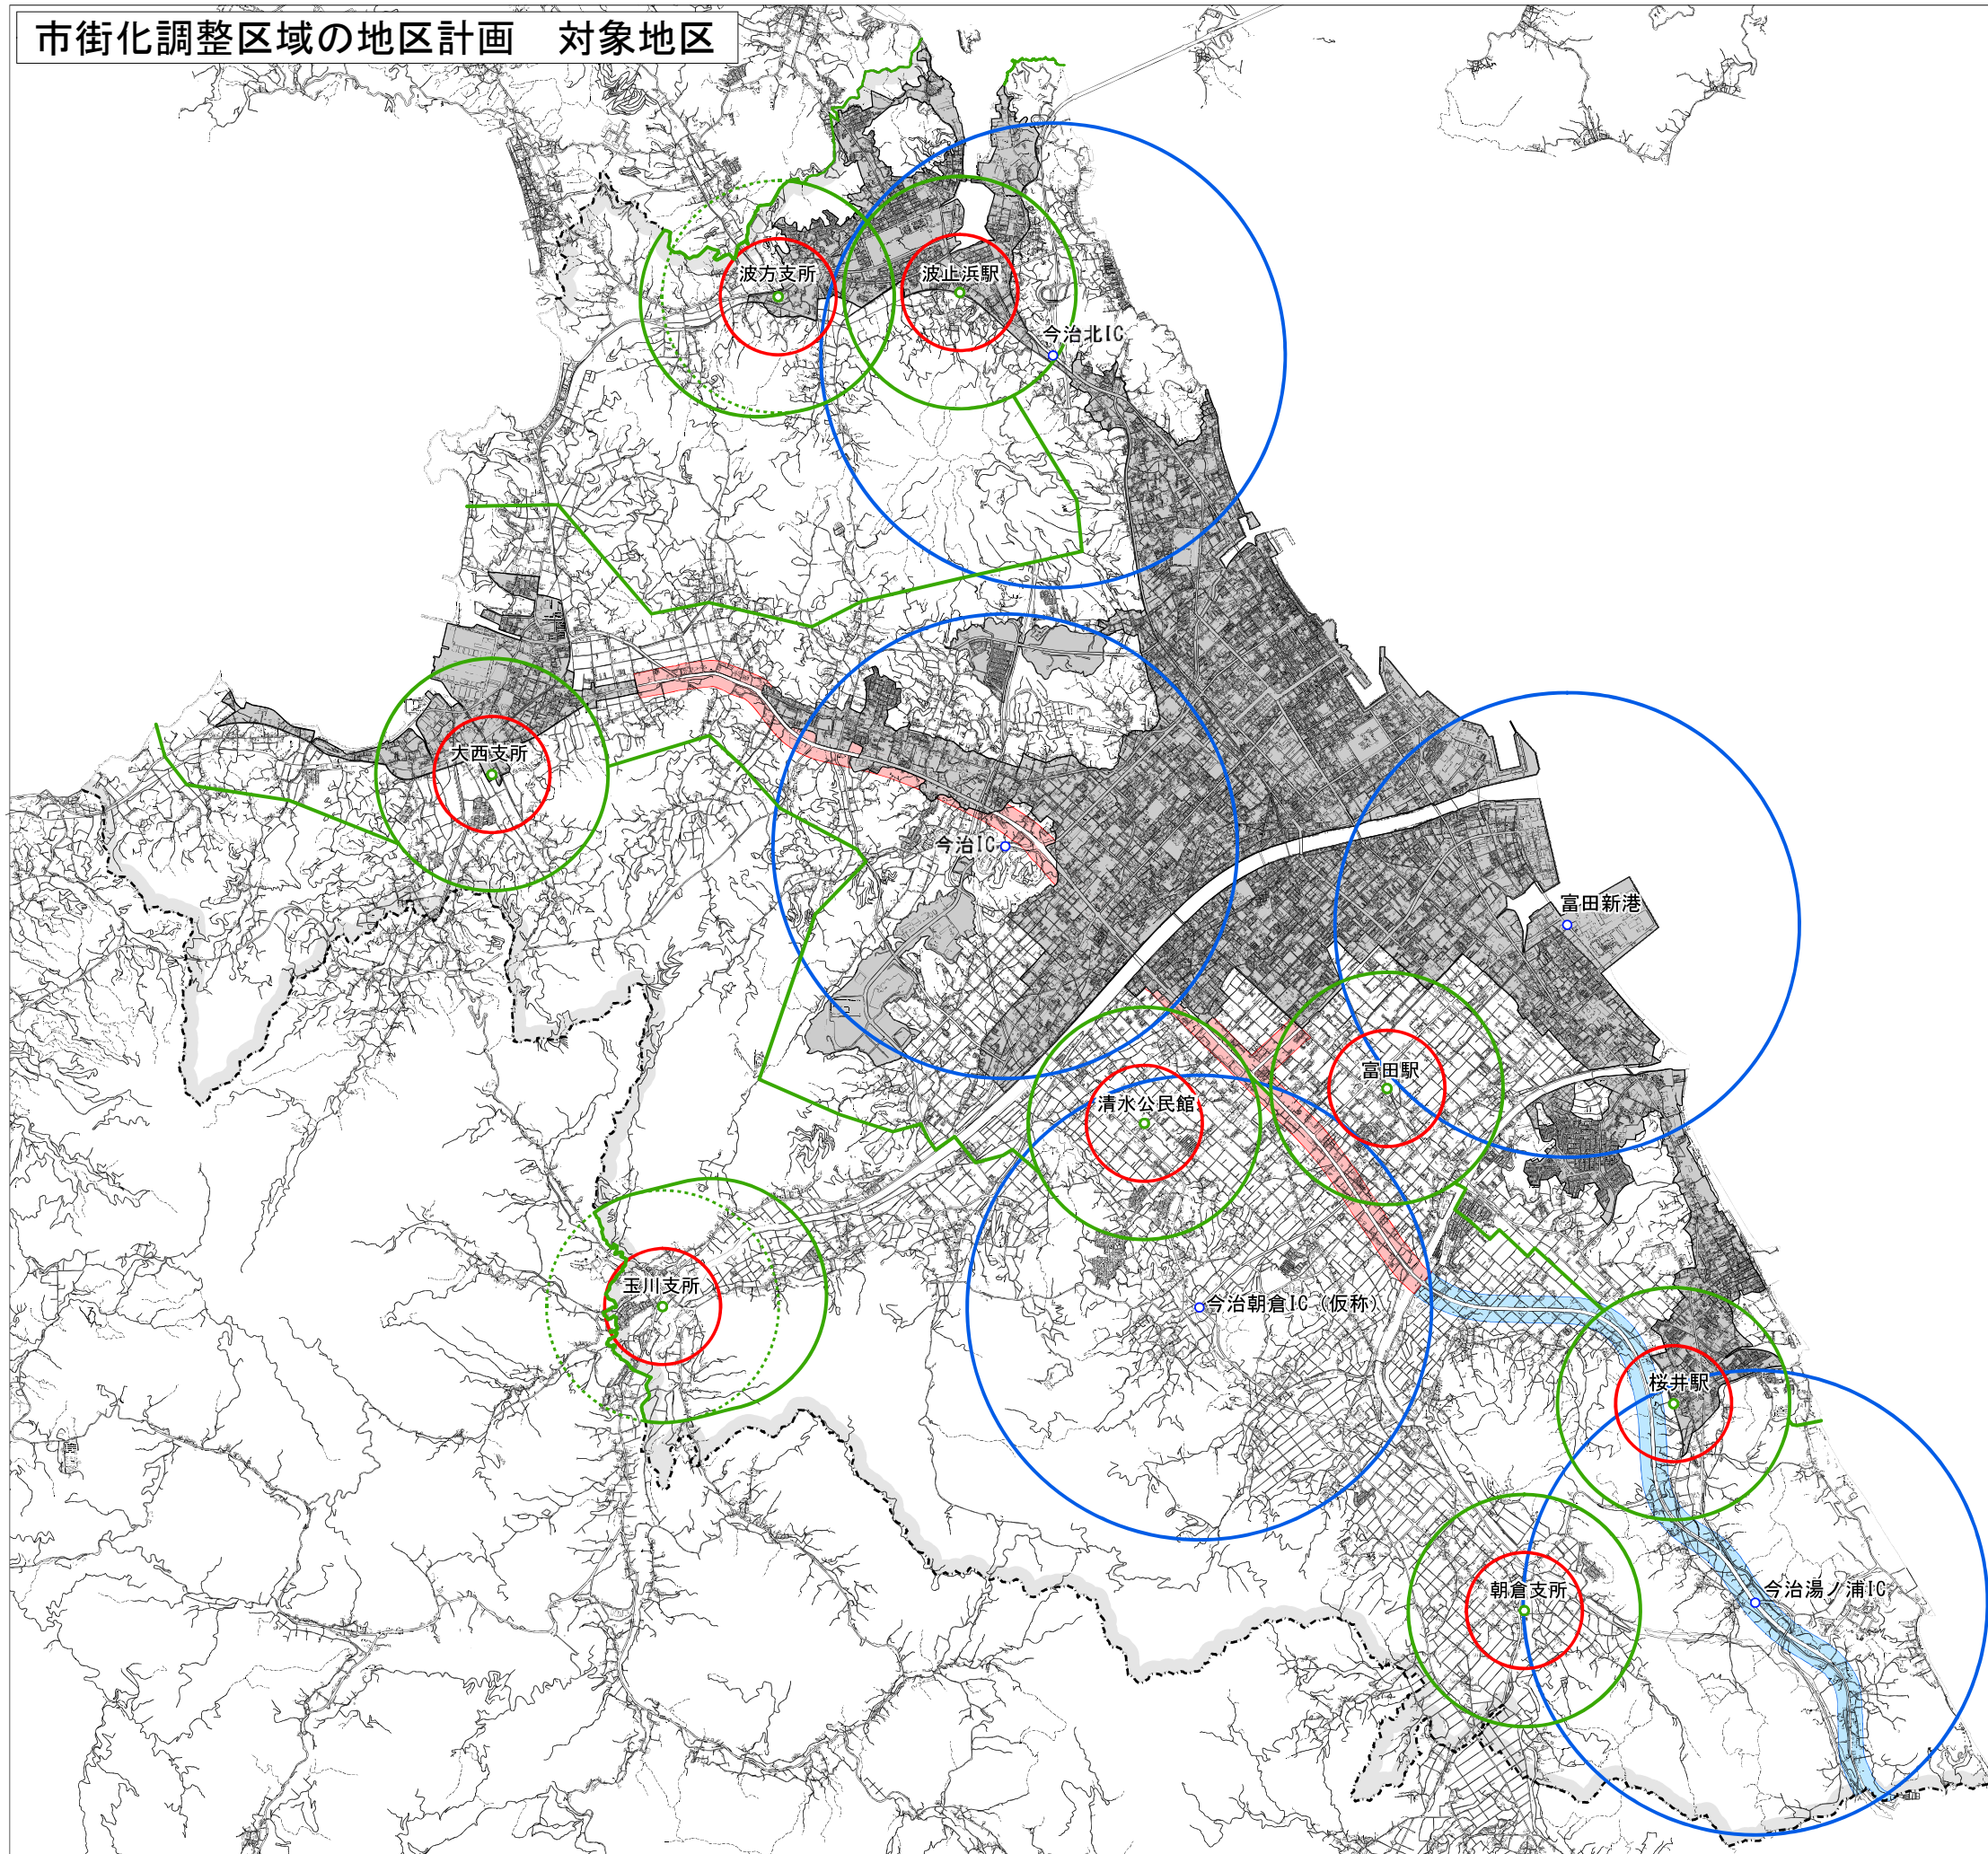 市街化調整区域の地区計画　対象地区
波方支所
波止浜駅
今治北IC
大西支所
今治IC
富田新港
富田駅
清水公民館
玉川支所
今治朝倉IC（仮称）
桜井駅
朝倉支所
今治湯ノ浦IC